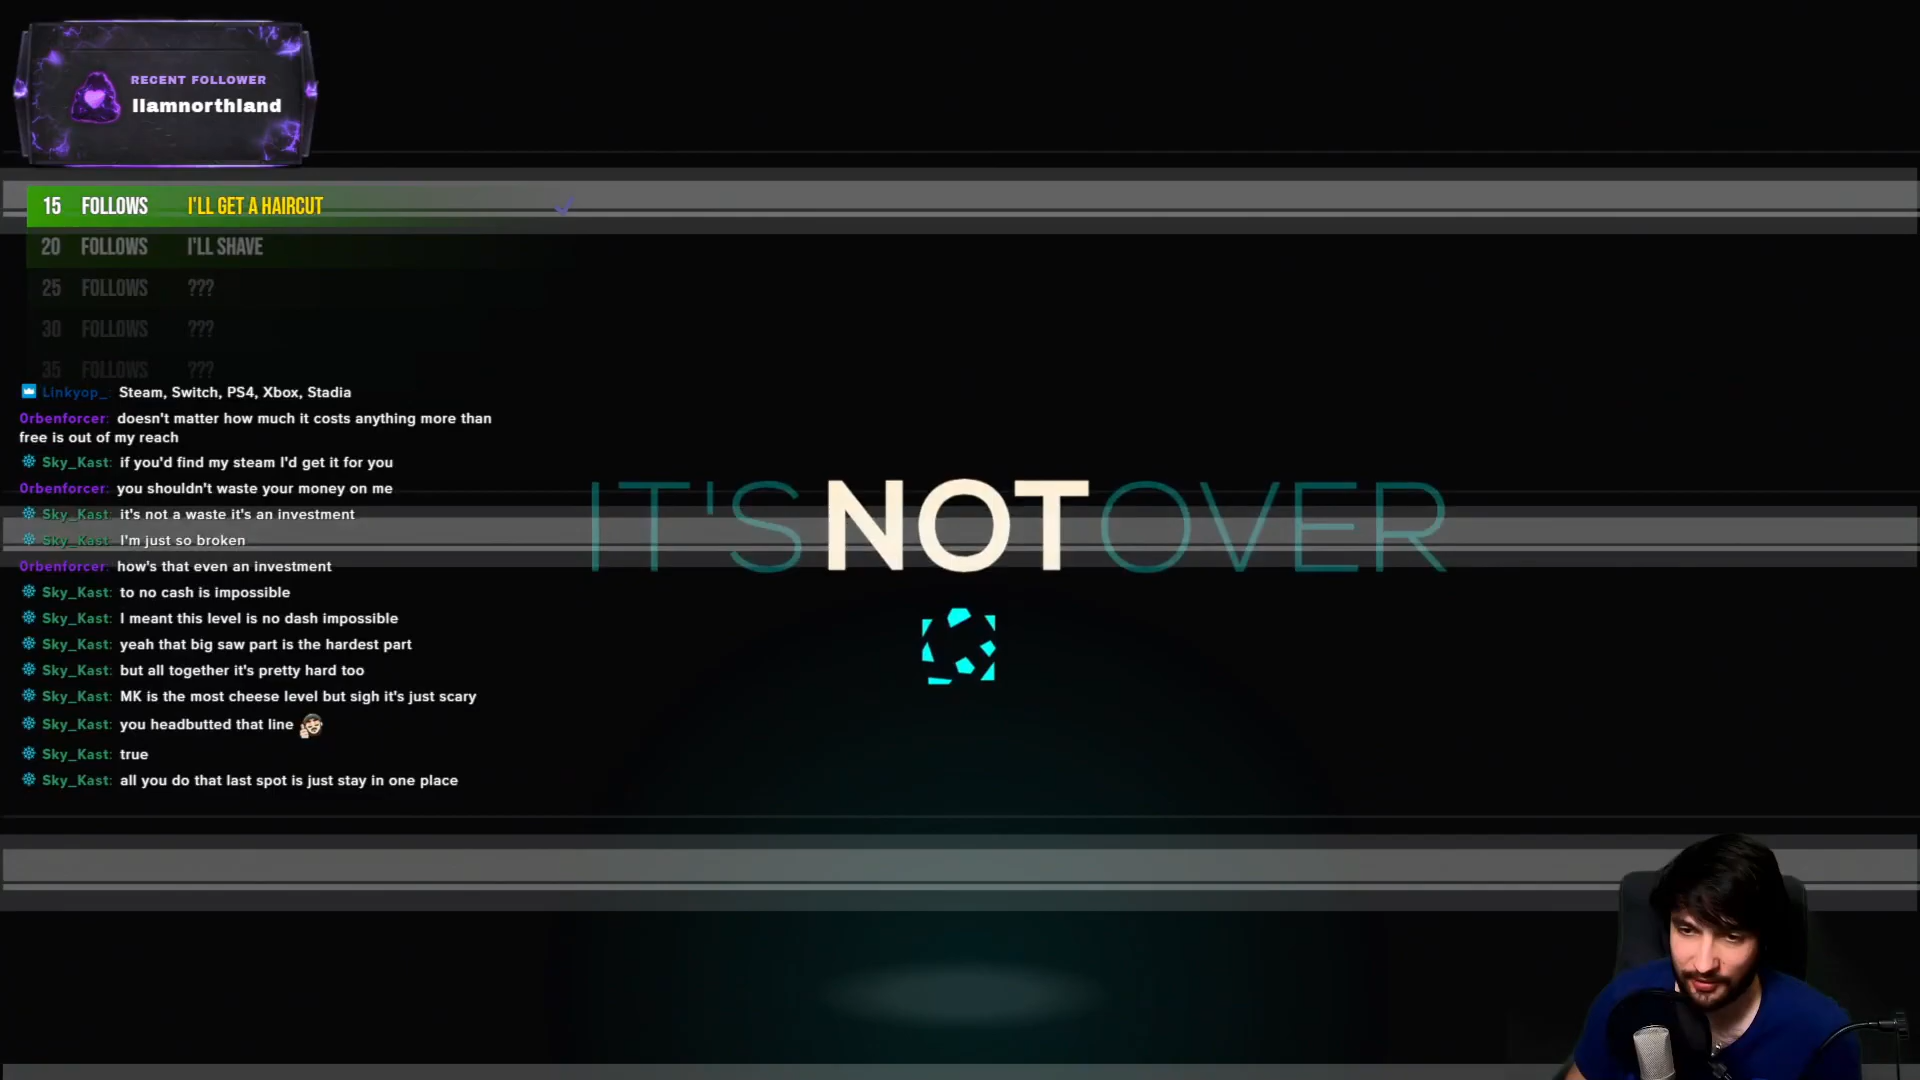 RECENT FOLLOWER
llamnorthland
15 FOLLOWS I'LL GET A HAIRCUT
20 FOLLOWS I'LL SHAVE
25 FOLLOWS ???
30 FOLLOWS ???
35 FOLLOWS ???
Linkyop_: Steam, Switch, PS4, Xbox, Stadia
Orbenforcer: doesn't matter how much it costs anything more than
free is out of my reach
Sky_Kast: if you'd find my steam I'd get it for you
Orbenforcer: you shouldn't waste your money on me
Sky_Kast: it's not a waste it's an investment
Sky_Kast: I'm just so broken
Orbenforcer: how's that even an investment
Sky_Kast: to no cash is impossible
Sky_Kast: I meant this level is no dash impossible
Sky_Kast: yeah that big saw part is the hardest part
Sky_Kast: but all together it's pretty hard too
Sky_Kast: MK is the most cheese level but sigh it's just scary
Sky_Kast: you headbutted that line
Sky_Kast: true
Sky_Kast: all you do that last spot is just stay in one place
IT'S NOT OVER